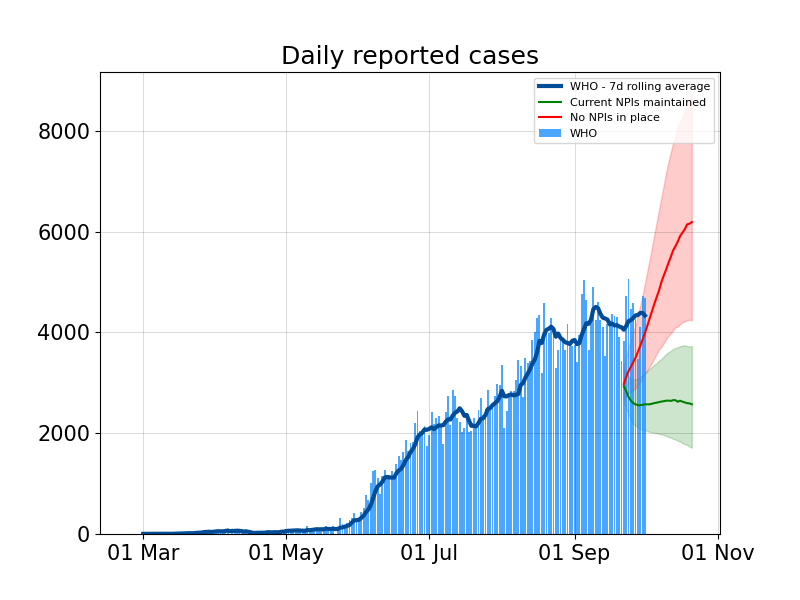 Daily reported cases
WHO - 7d rolling average
Current NPIs maintained
No NPIs in place
WHO
8000
6000
4000
2000
0
01 Mar 01 May 01 Jul 01 Sep 01 Nov